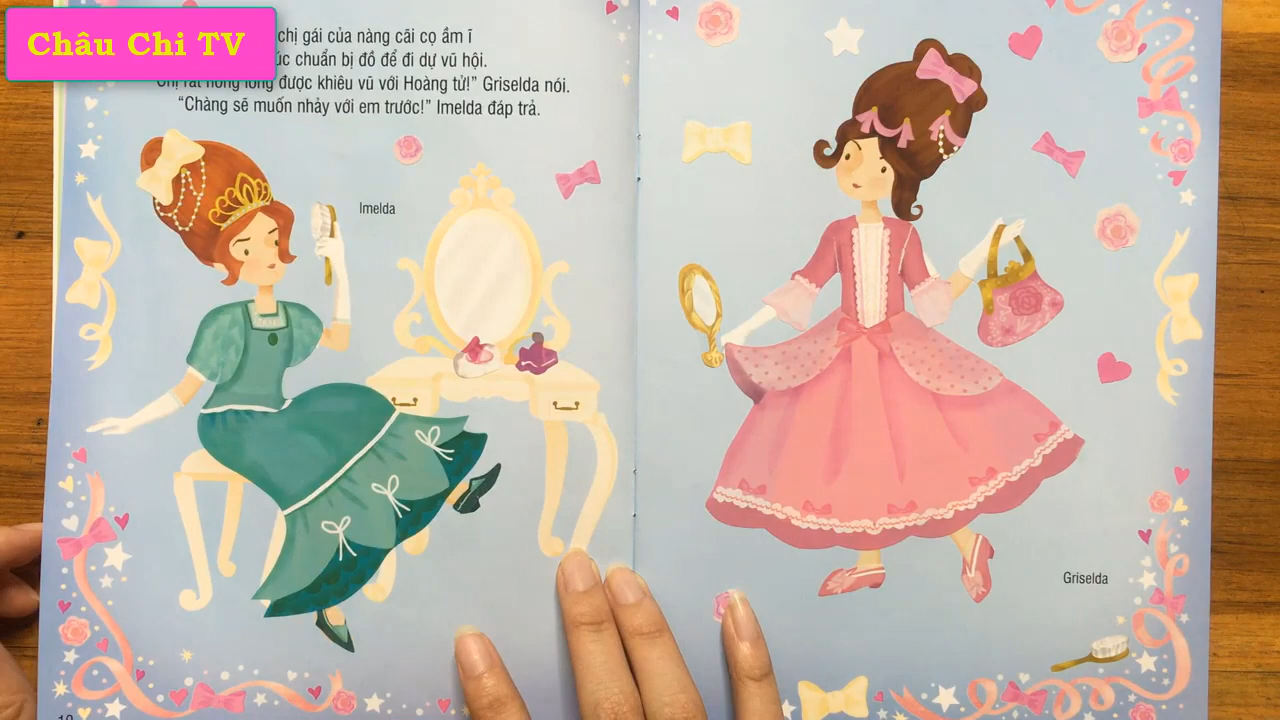 Châu Chi TV
chị gái của nàng cãi cọ ầm ĩ
chuẩn bị đồ để đi dự vũ hội.
được khiêu vũ với Hoàng tử!” Griselda nói.
“Chàng sẽ muốn nhảy với em trước!” Imelda đáp trả.
Imelda
Griselda